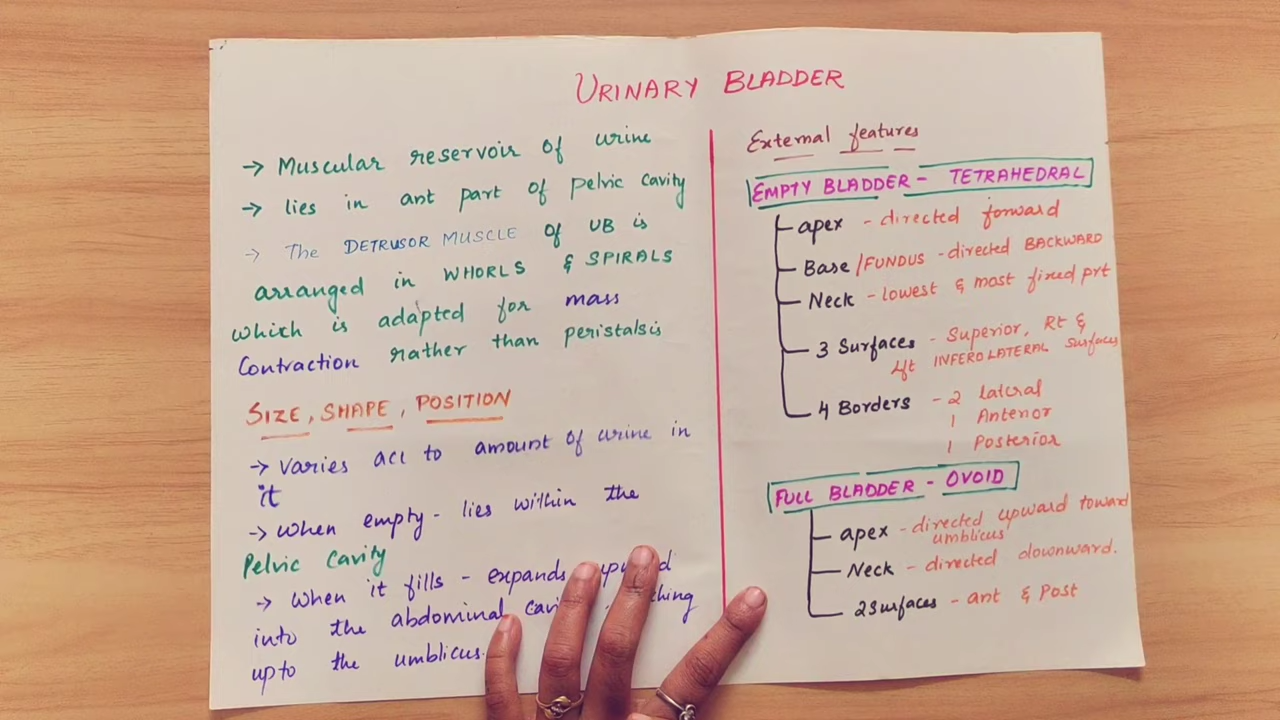 URINARY BLADDER
→ Muscular reservoir of urine
→ lies in ant part of pelvic cavity
→ The DETRUSOR MUSCLE of UB is
arranged in WHORLS & SPIRALS
which is adapted for mass
Contraction rather than peristalsis
SIZE, SHAPE, POSITION
→ varies acc to amount of urine in
it
→ when empty - lies within the
Pelvic Cavity
→ when it fills - expands
into the abdominal
upto the umblicus.
External features
EMPTY BLADDER - TETRAHEDRAL
apex - directed forward
Base/FUNDUS - directed BACKWARD
Neck - lowest & most fixed prt
3 Surfaces - Superior, Rt &
Lft INFEROLATERAL Surfaces
4 Borders - 2 lateral
1 Anterior
1 Posterior
FULL BLADDER - OVOID
apex - directed upward toward
umblicus
Neck - directed downward.
2 Surfaces - ant & Post